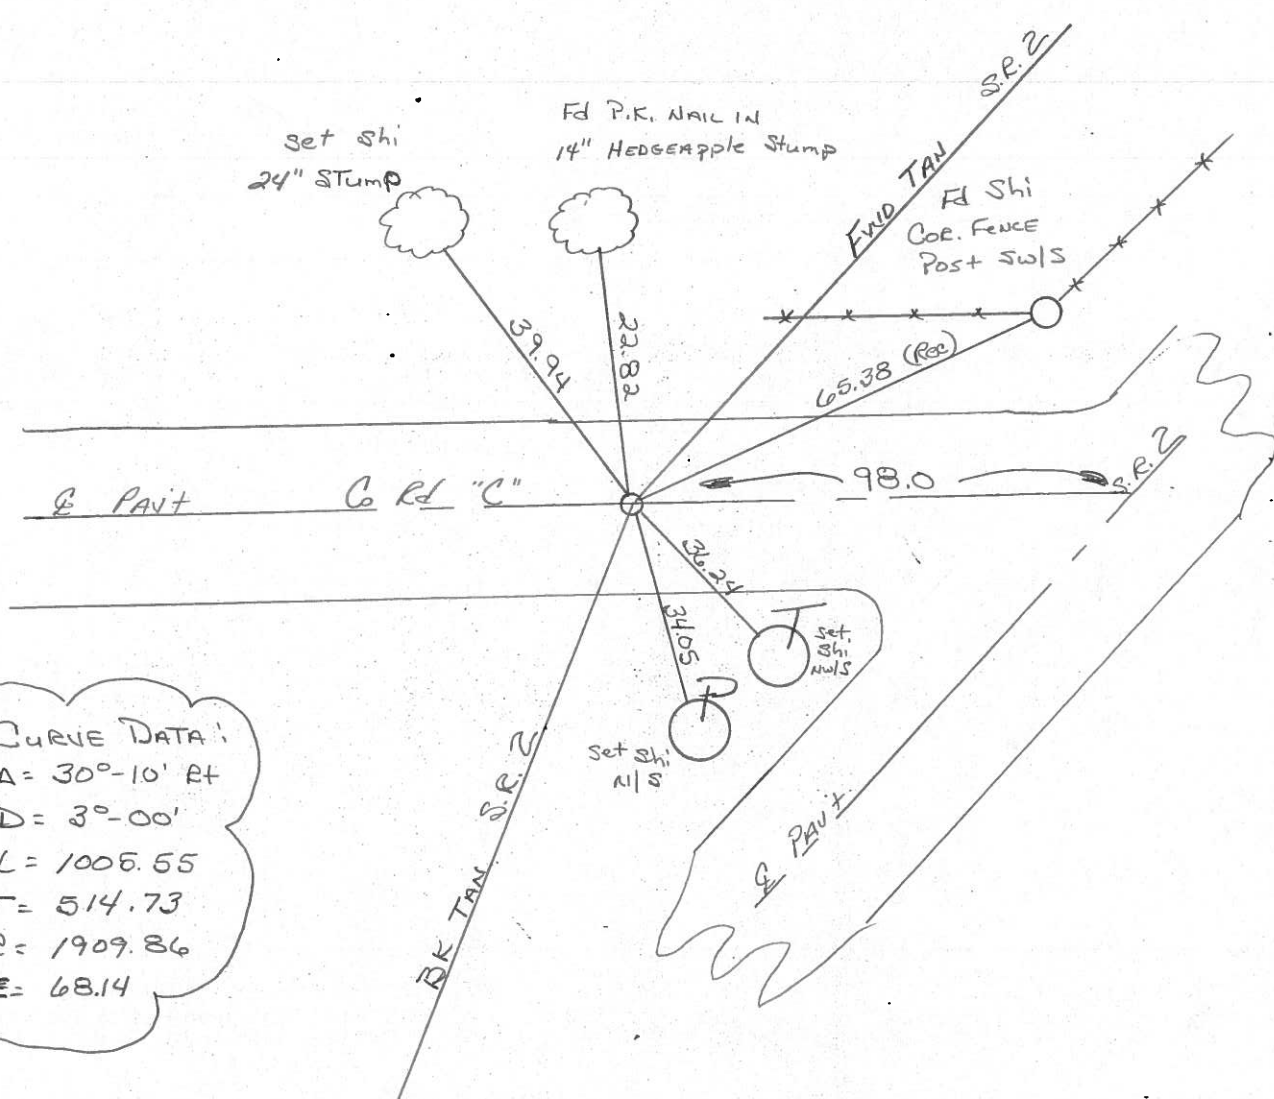 Set Shi
24" Stump
Fd P.K. NAIL IN
14" HEDGEAPPle Stump
S.R. 2
FWD TAN
Fd Shi
COR. FENCE
Post SW/S
39.94
22.82
65.38 (Rec)
98.0
S.R. 2
℄ PAV't Co Rd "C"
36.24
34.05
Set
Shi
NW/S
Set Shi
N/S
S.R. 2
BK TAN
℄ PAV't
CURVE DATA:
Δ= 30°-10' Rt
D= 3°-00'
L= 1005.55
T= 514.73
R= 1909.86
E= 68.14